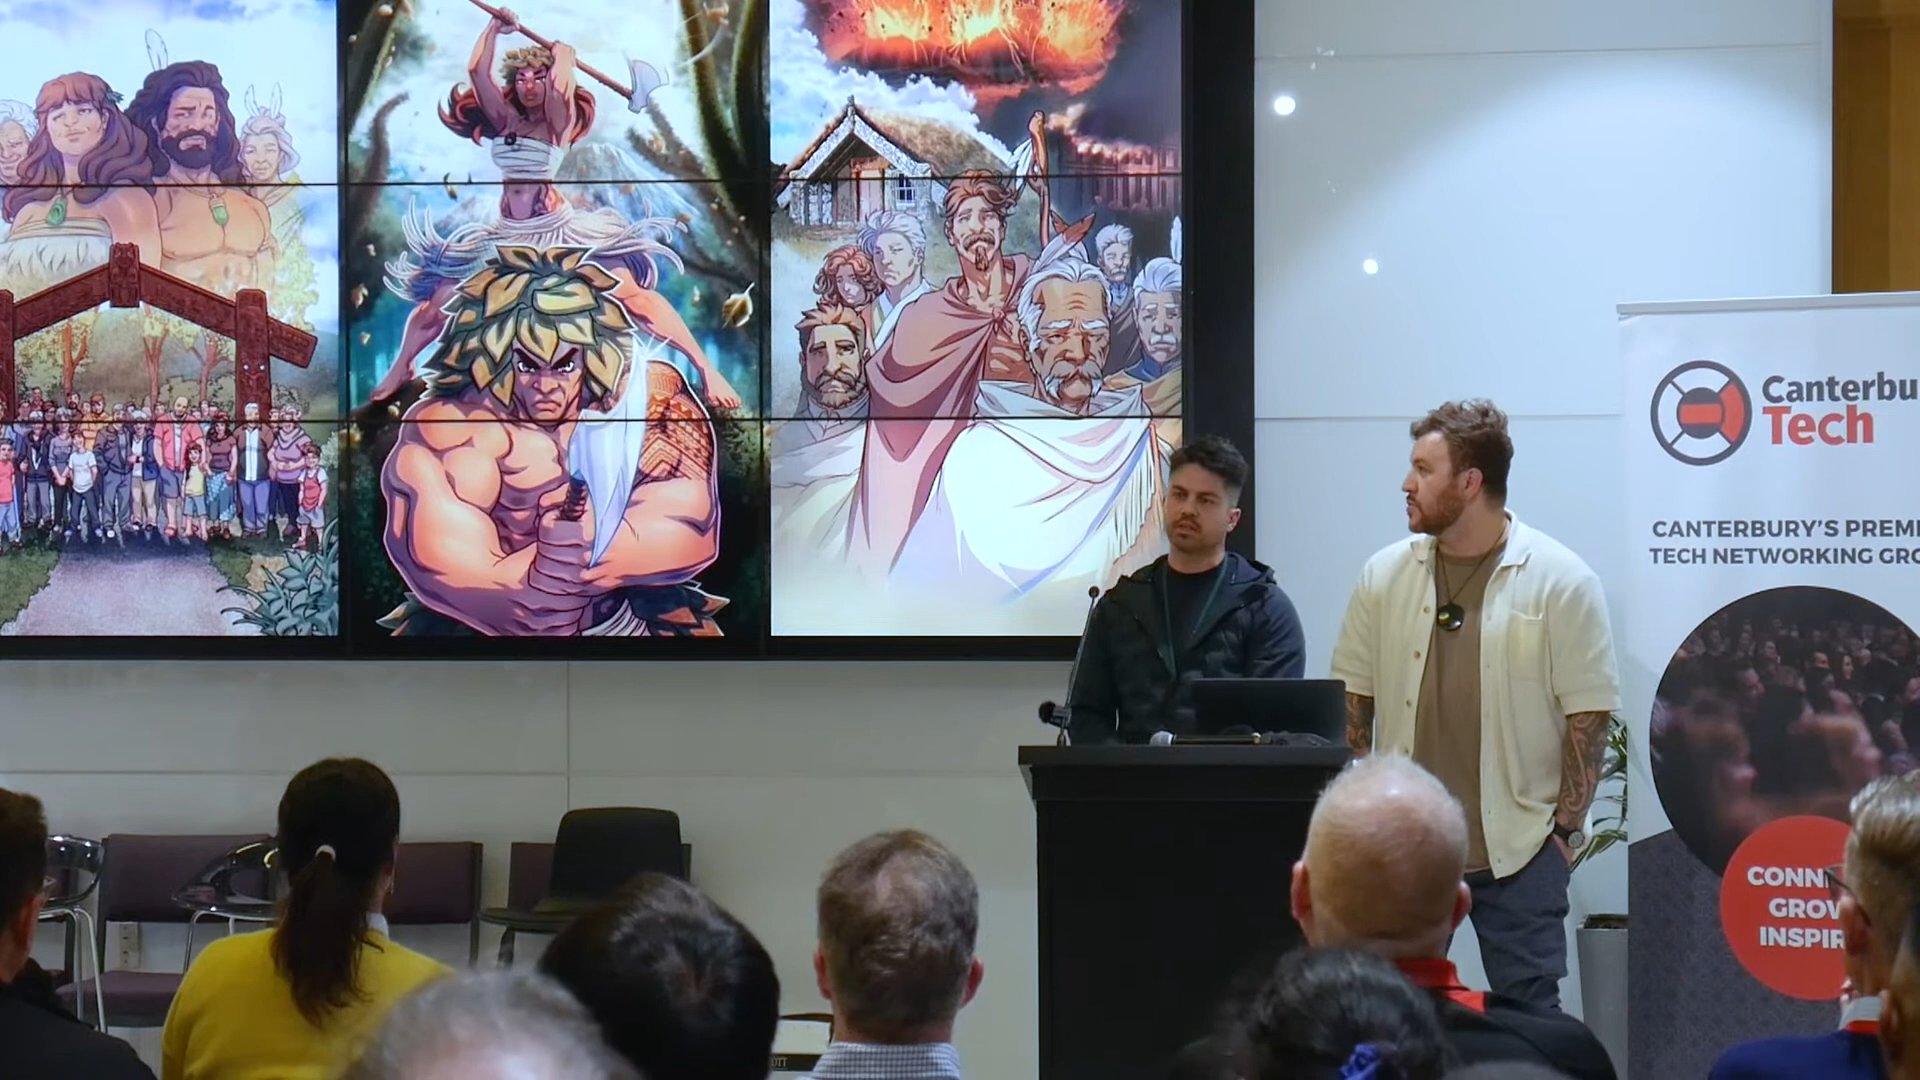 Canterbu
Tech
CANTERBURY'S PREMI
TECH NETWORKING GRO
CONN
GROW
INSPIR